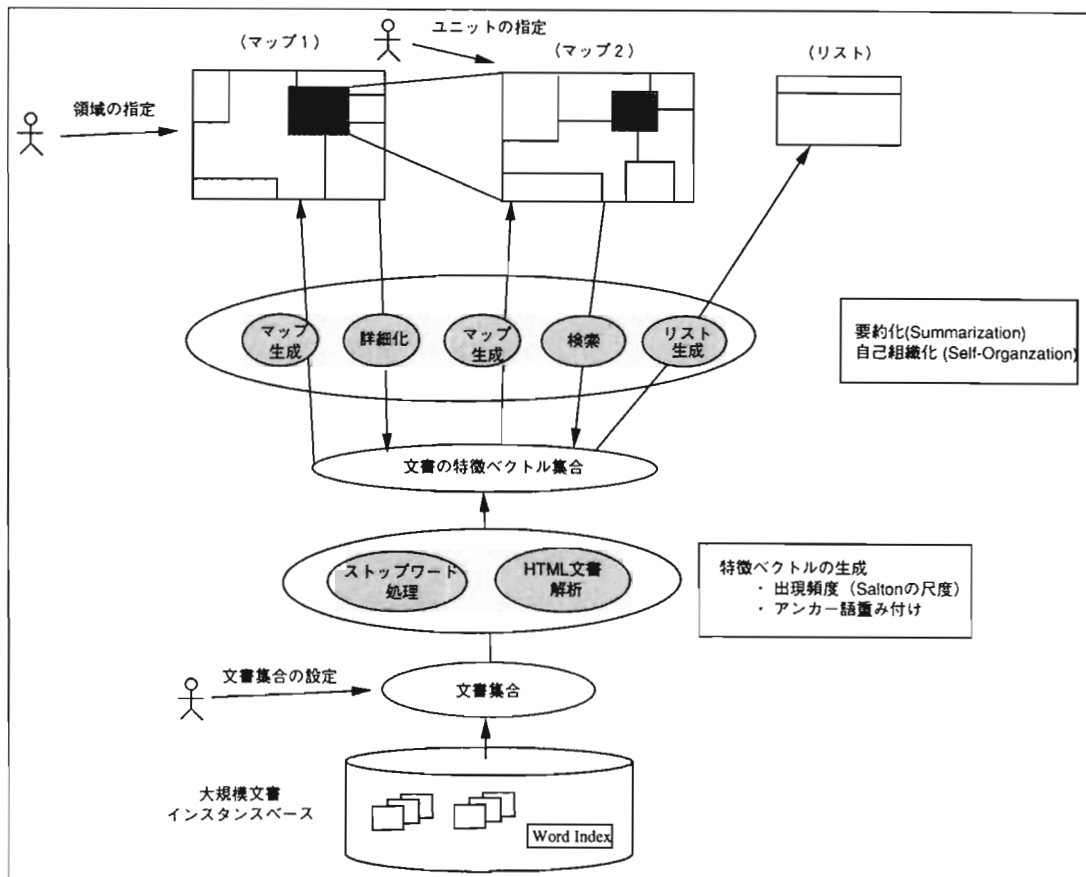 ユニットの指定
(マップ1)
(マップ2)
(リスト)
領域の指定
マップ
生成
詳細化
マップ
生成
検索
リスト
生成
要約化(Summarization)
自己組織化 (Self-Organzation)
文書の特徴ベクトル集合
ストップワード
処理
HTML文書
解析
特徴ベクトルの生成
・ 出現頻度 (Saltonの尺度)
・ アンカー語重み付け
文書集合の設定
文書集合
大規模文書
インスタンスベース
Word Index